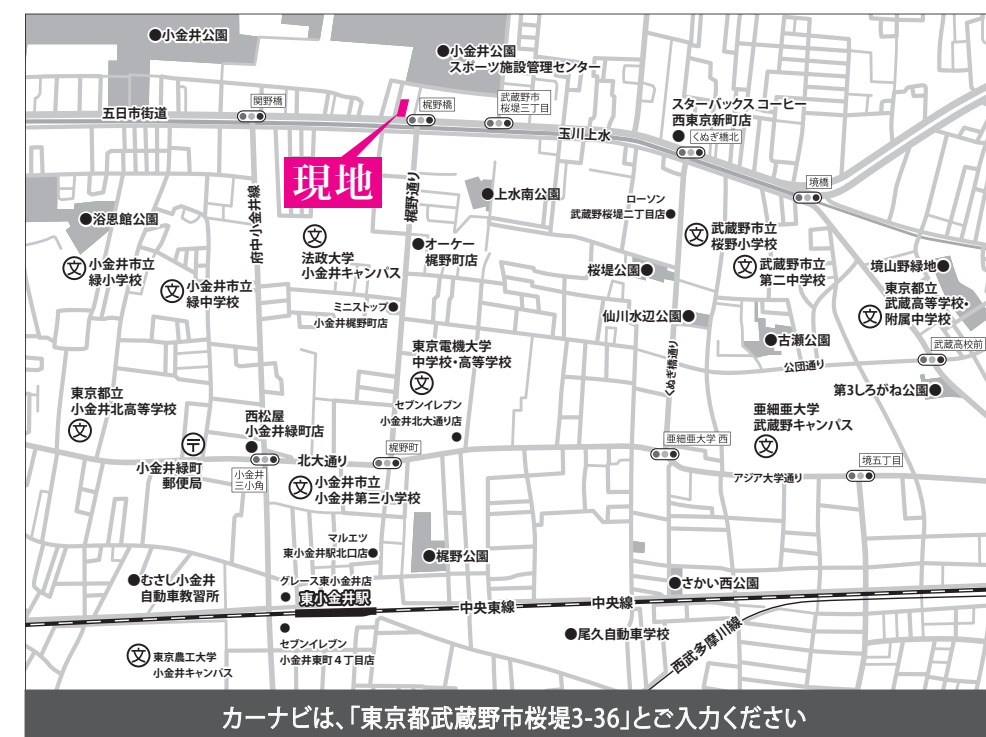 小金井公園
小金井公園
スポーツ施設管理センター
関野橋
梶野橋
武蔵野市
桜堤三丁目
スターバックス コーヒー
西東京新町店
くぬぎ橋北
五日市街道
玉川上水
現地
境橋
浴恩館公園
府中小金井線
梶野通り
上水南公園
ローソン
武蔵野桜堤二丁目店
文
武蔵野市立
桜野小学校
文
法政大学
小金井キャンパス
オーケー
梶野町店
文
小金井市立
緑小学校
文
小金井市立
緑中学校
桜堤公園
文
武蔵野市立
第二中学校
境山野緑地
文
東京都立
武蔵高等学校・
附属中学校
ミニストップ
小金井梶野町店
仙川水辺公園
古瀬公園
武蔵高校前
東京電機大学
中学校・高等学校
文
くぬぎ橋通り
公団通り
第3しろがね公園
東京都立
小金井北高等学校
文
西松屋
小金井緑町店
セブンイレブン
小金井北大通り店
亜細亜大学
武蔵野キャンパス
文
〒
小金井緑町
郵便局
北大通り
梶野町
亜細亜大学 西
境五丁目
小金井
三小角
文
小金井市立
小金井第三小学校
アジア大学通り
マルエツ
東小金井駅北口店
梶野公園
むさし小金井
自動車教習所
グレース東小金井店
東小金井駅
さかい西公園
中央東線
中央線
セブンイレブン
小金井東町4丁目店
尾久自動車学校
西武多摩川線
文
東京農工大学
小金井キャンパス
カーナビは、「東京都武蔵野市桜堤3-36」とご入力ください